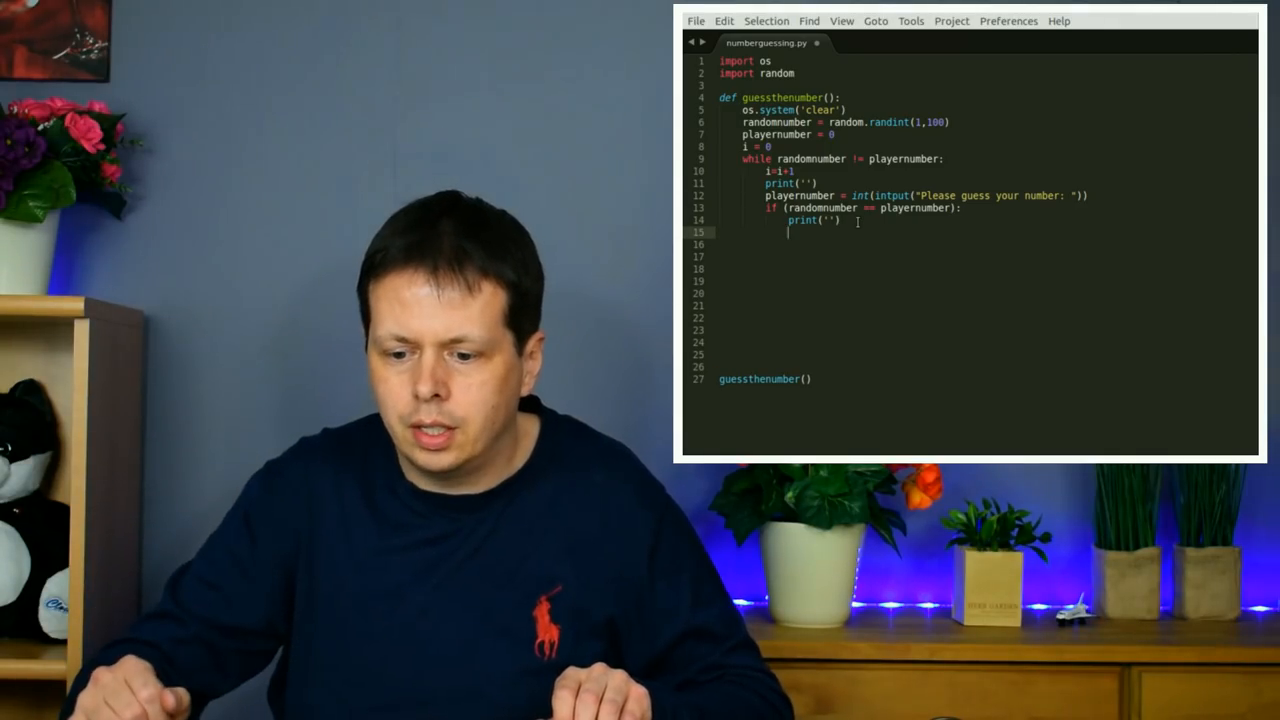 File Edit Selection Find View Goto Tools Project Preferences Help
numberguessing.py
1 import os
2 import random
3
4 def guessthenumber():
5 os.system('clear')
6 randomnumber = random.randint(1,100)
7 playernumber = 0
8 i = 0
9 while randomnumber != playernumber:
10 i=i+1
11 print('')
12 playernumber = int(intput("Please guess your number: "))
13 if (randomnumber == playernumber):
14 print('')
15
16
17
18
19
20
21
22
23
24
25
26
27 guessthenumber()
HERB GARDEN